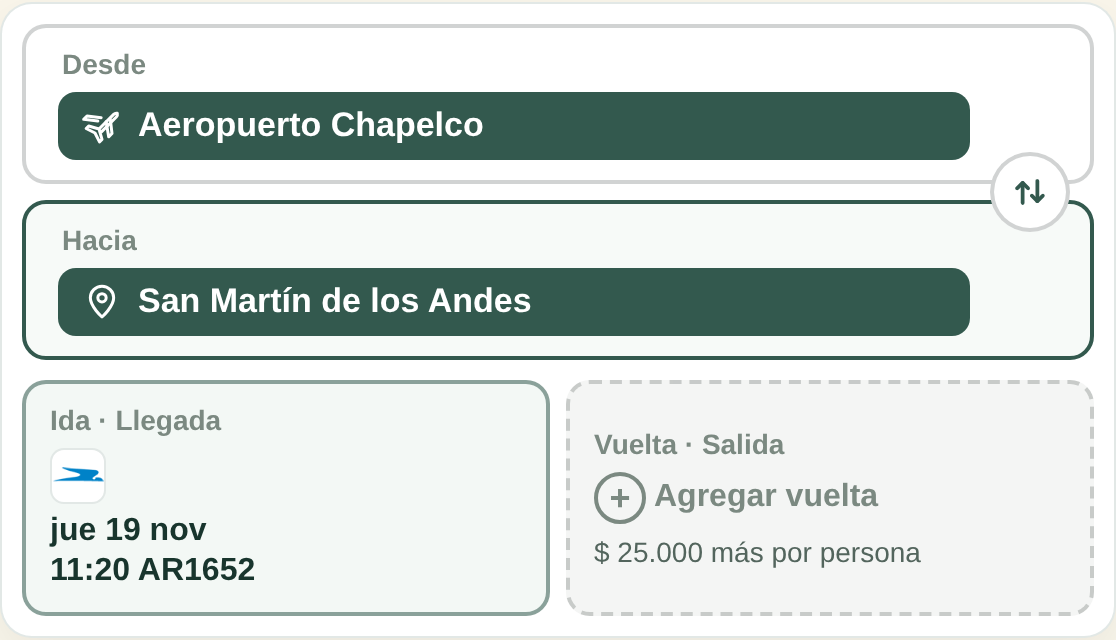 Desde
Aeropuerto Chapelco
Hacia
San Martín de los Andes
Ida · Llegada
jue 19 nov
11:20 AR1652
Vuelta · Salida
Agregar vuelta
$ 25.000 más por persona